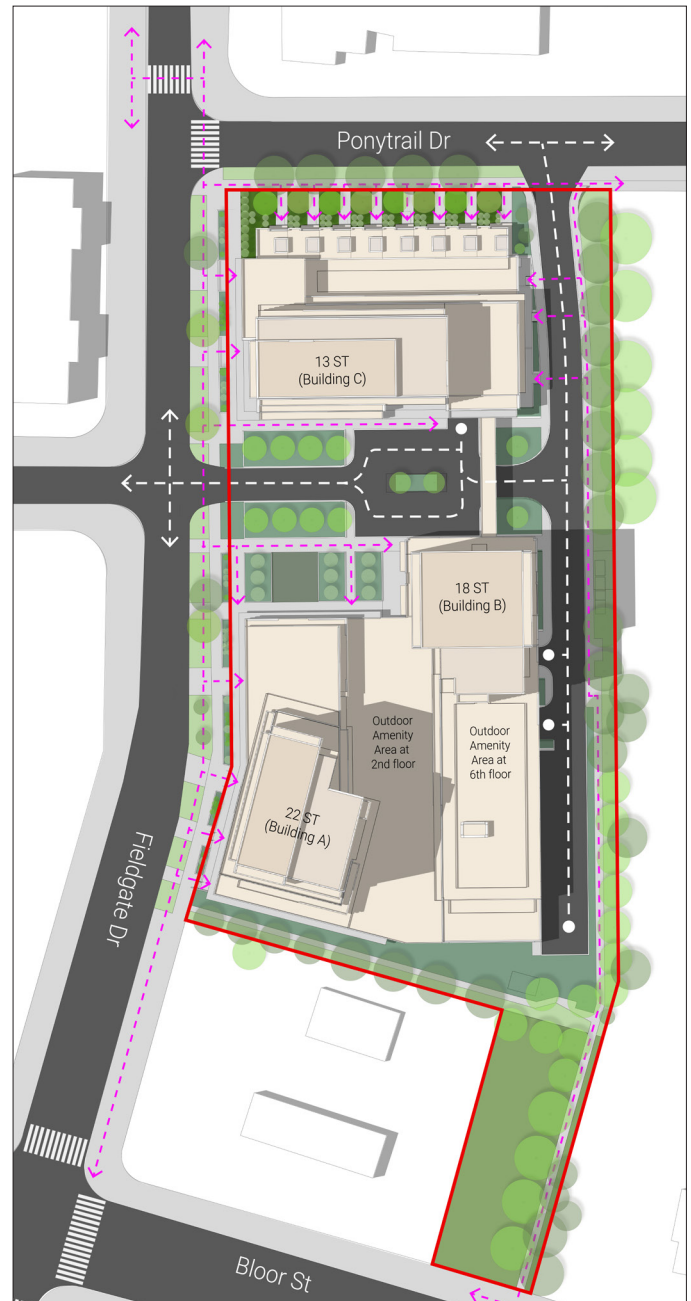 Ponytrail Dr
13 ST
(Building C)
18 ST
(Building B)
Outdoor
Amenity
Area at
2nd floor
Outdoor
Amenity
Area at
6th floor
22 ST
(Building A)
Fieldgate Dr
Bloor St